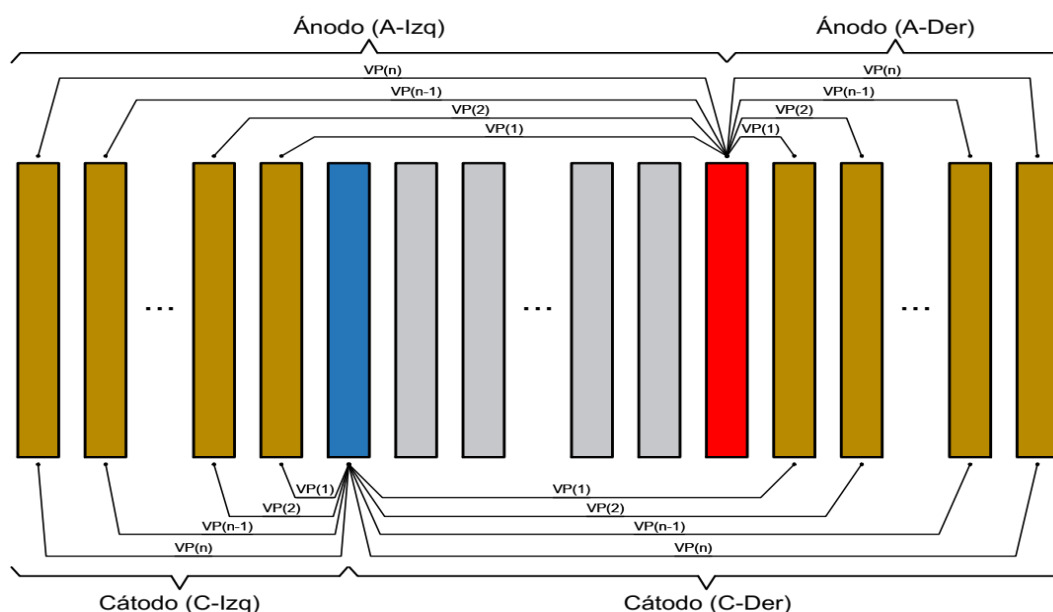 Ánodo (A-Izq) Ánodo (A-Der)
VP(n) VP(n)
VP(n-1) VP(n-1)
VP(2) VP(2)
VP(1) VP(1)
... ... ...
VP(1) VP(1)
VP(2) VP(2)
VP(n-1) VP(n-1)
VP(n) VP(n)
Cátodo (C-Izq) Cátodo (C-Der)